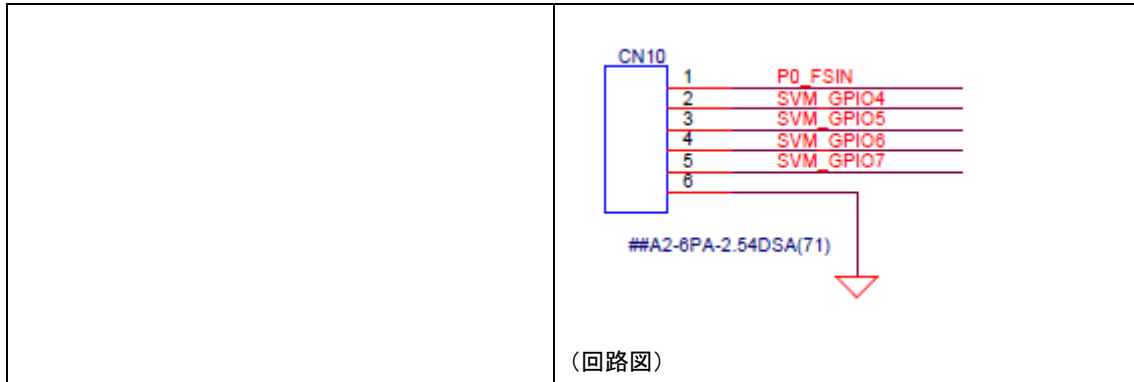 CN10
1 P0_FSIN
2 SVM_GPIO4
3 SVM_GPIO5
4 SVM_GPIO6
5 SVM_GPIO7
6
##A2-6PA-2.54DSA(71)
（回路図）